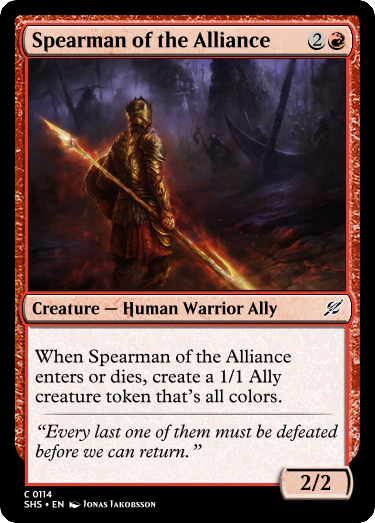 Spearman of the Alliance 2
Creature — Human Warrior Ally
When Spearman of the Alliance
enters or dies, create a 1/1 Ally
creature token that's all colors.
“Every last one of them must be defeated
before we can return.”
2/2
C 0114
SHS • EN Jonas Jakobsson